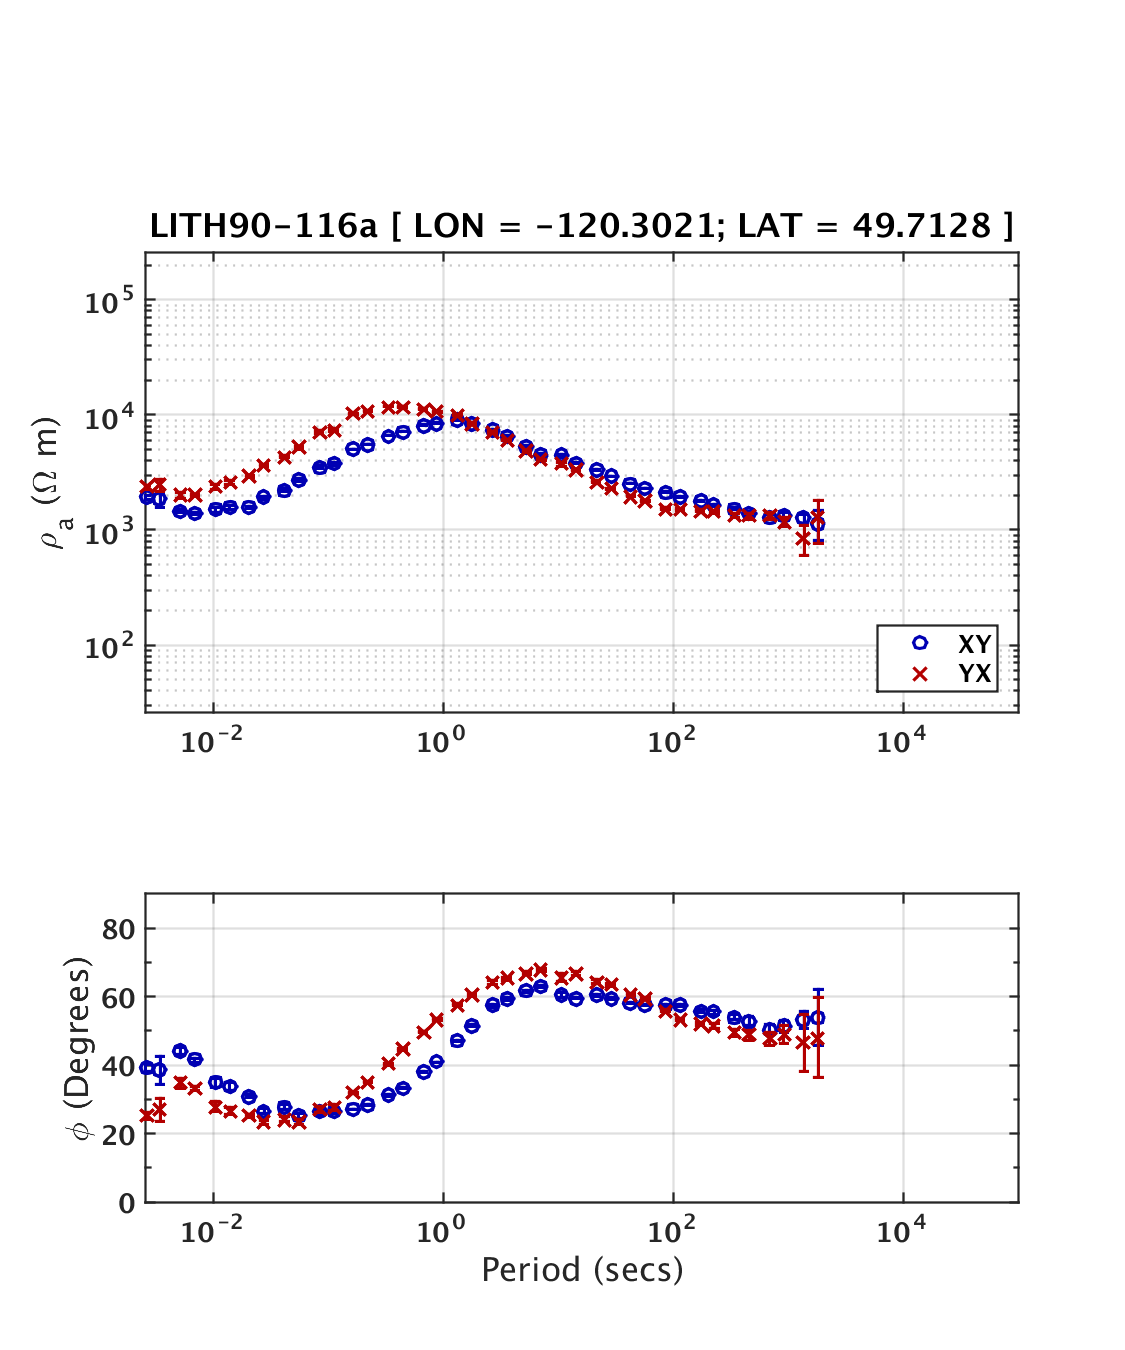 LITH90-116a [ LON = -120.3021; LAT = 49.7128 ]
10^5
10^4
10^3
10^2
ρ_a (Ω m)
XY
YX
10^-2 10^0 10^2 10^4
80
60
40
20
0
ϕ (Degrees)
10^-2 10^0 10^2 10^4
Period (secs)